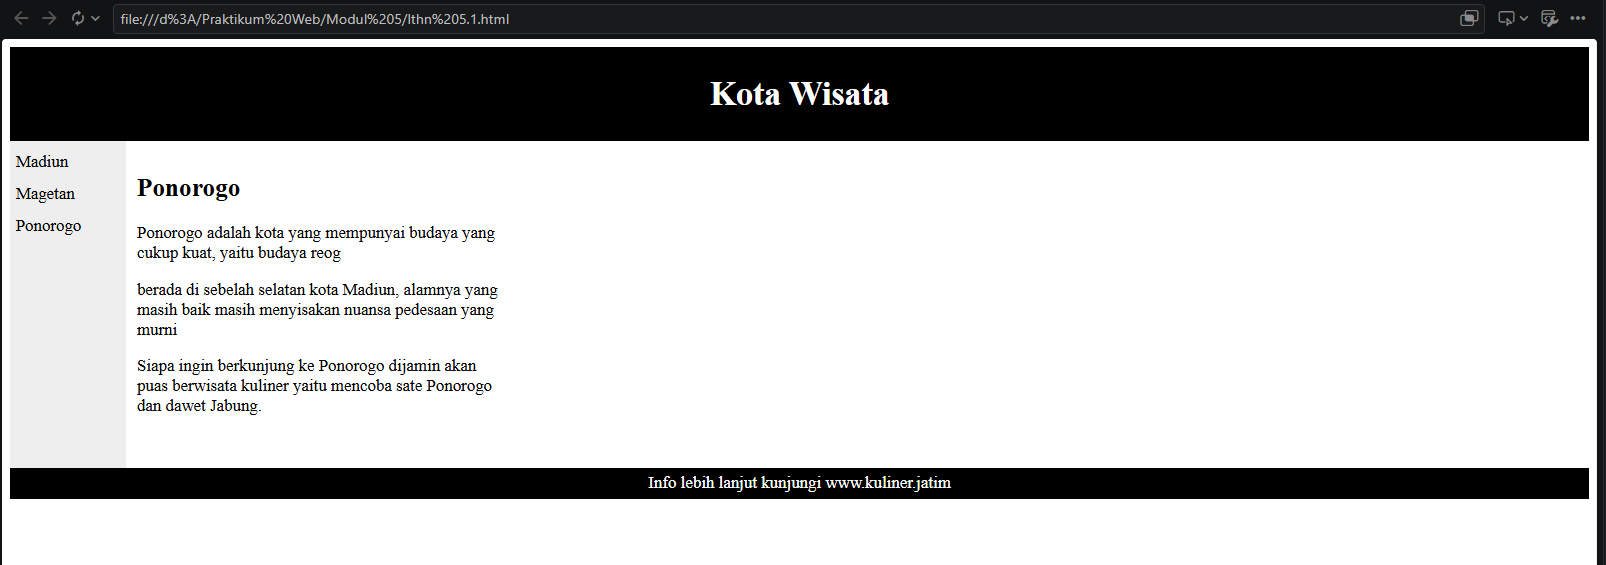 file:///d%3A/Praktikum%20Web/Modul%205/lthn%205.1.html
Kota Wisata
Madiun
Magetan
Ponorogo
Ponorogo
Ponorogo adalah kota yang mempunyai budaya yang
cukup kuat, yaitu budaya reog
berada di sebelah selatan kota Madiun, alamnya yang
masih baik masih menyisakan nuansa pedesaan yang
murni
Siapa ingin berkunjung ke Ponorogo dijamin akan
puas berwisata kuliner yaitu mencoba sate Ponorogo
dan dawet Jabung.
Info lebih lanjut kunjungi www.kuliner.jatim